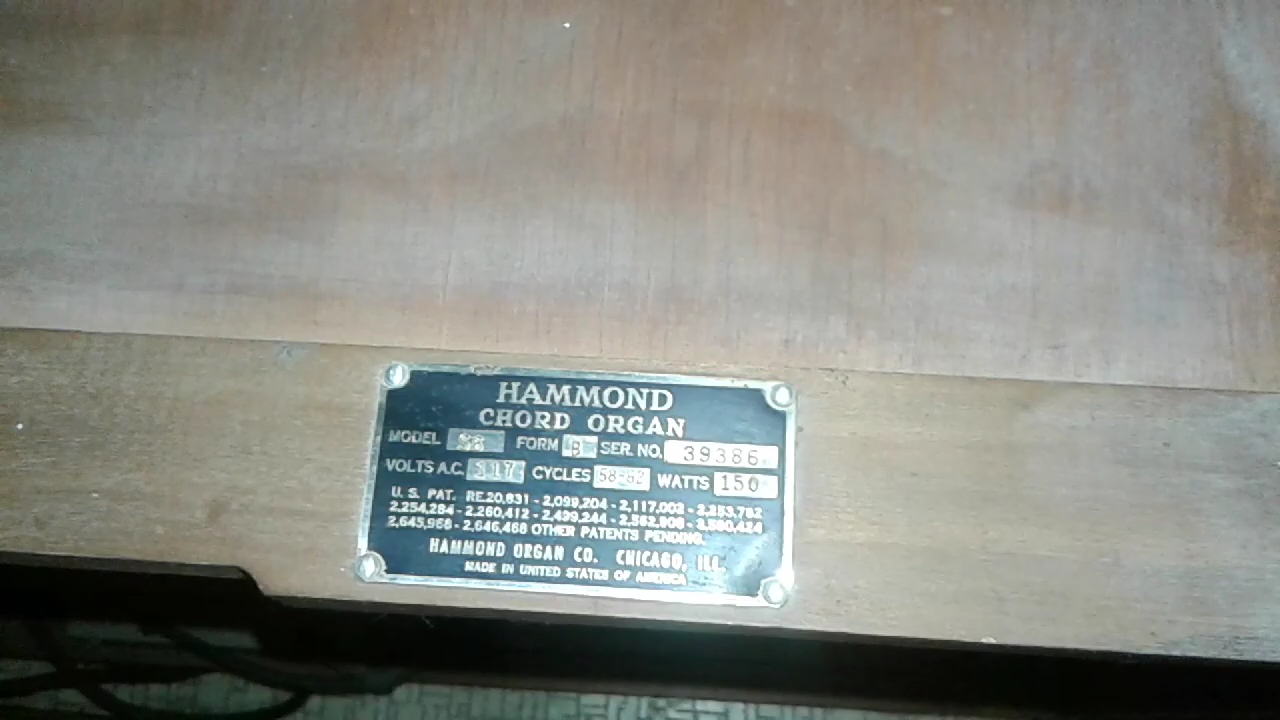 HAMMOND
CHORD ORGAN
MODEL FORM B SER. NO. 39386
VOLTS A.C. 117 CYCLES 58-62 WATTS 150
U. S. PAT. RE.20,831 - 2,099,204 - 2,117,002 - 2,253,782
2,254,284 - 2,260,412 - 2,499,244 - 2,562,908 -
2,645,968 - 2,646,468 OTHER PATENTS PENDING.
HAMMOND ORGAN CO. CHICAGO, ILL.
MADE IN UNITED STATES OF AMERICA